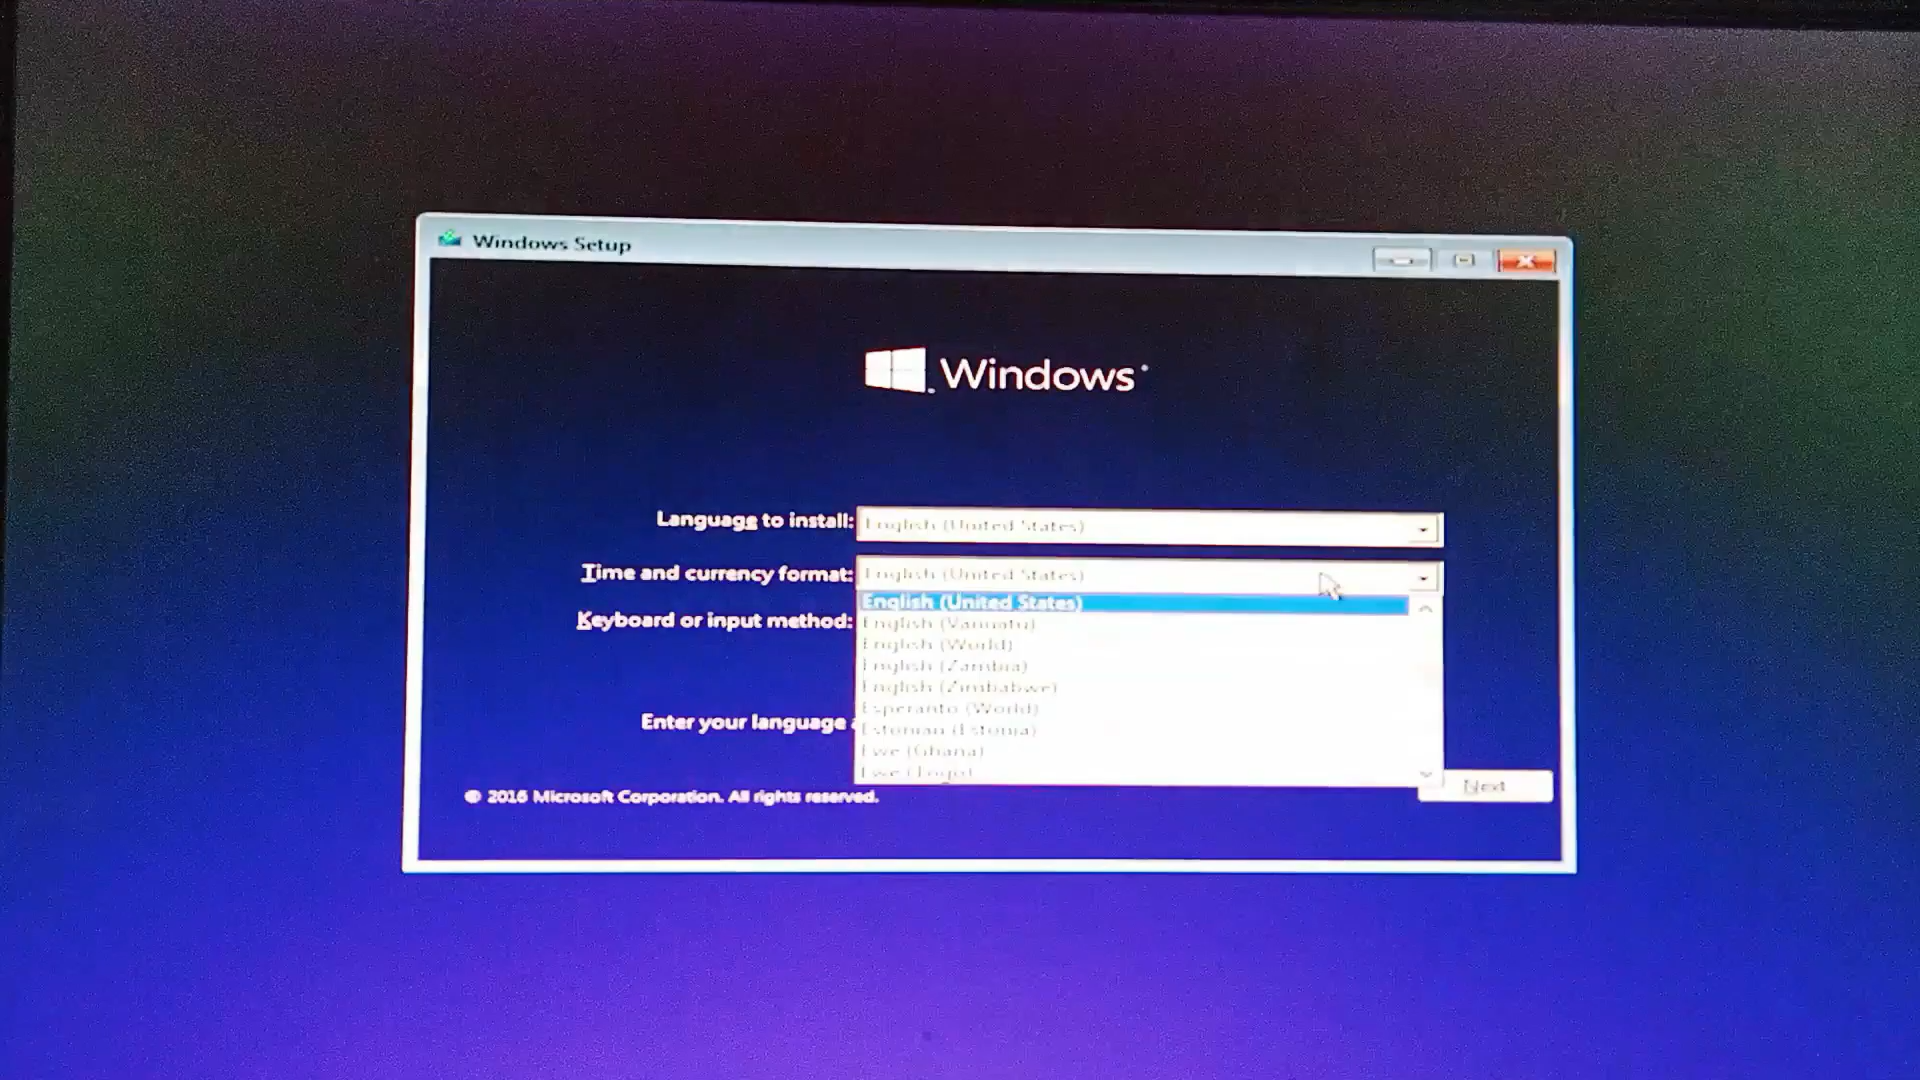 Windows Setup
Windows
Language to install: English (United States)
Time and currency format: English (United States)
English (United States)
Keyboard or input method:
English (Vanuatu)
English (World)
English (Zambia)
English (Zimbabwe)
Esperanto (World)
Enter your language
Estonian (Estonia)
Ewe (Ghana)
Ewe (Togo)
Next
© 2016 Microsoft Corporation. All rights reserved.